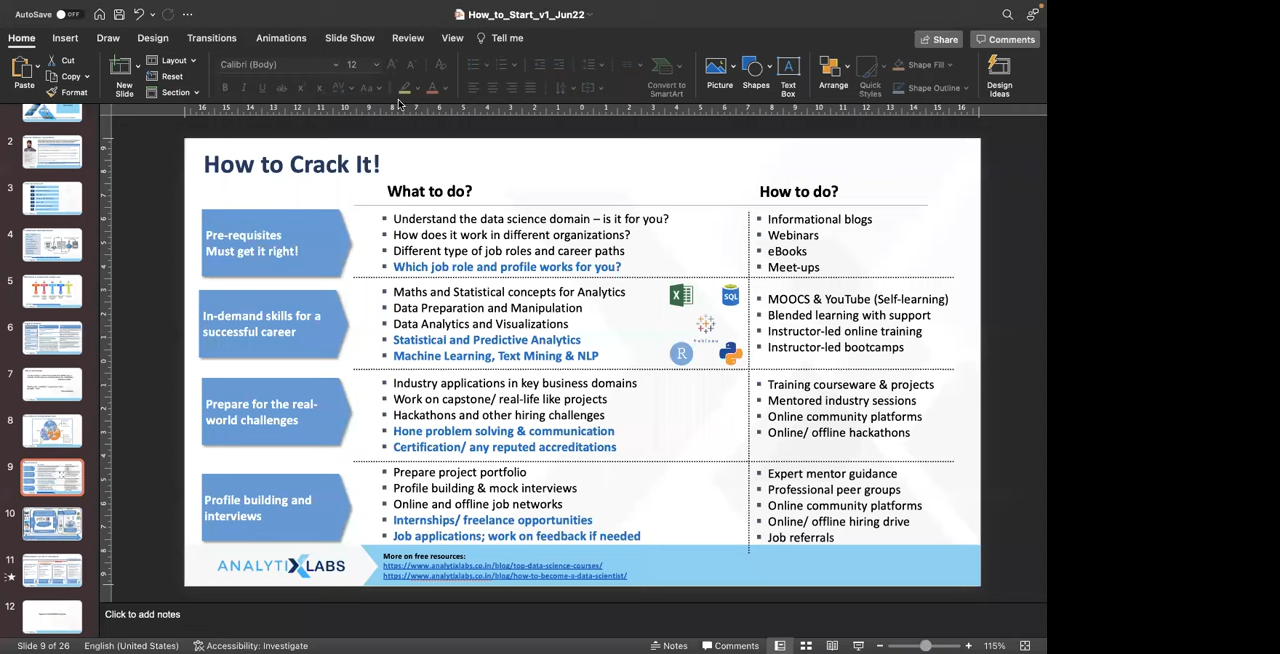 AutoSave OFF
How_to_Start_v1_Jun22
Home Insert Draw Design Transitions Animations Slide Show Review View Tell me
Share Comments
Paste
Cut
Copy
Format
New Slide
Layout
Reset
Section
Calibri (Body) 12
Convert to SmartArt
Picture
Shapes
Text Box
Arrange
Quick Styles
Shape Fill
Shape Outline
Design Ideas
How to Crack It!
What to do?
How to do?
Pre-requisites
Must get it right!
Understand the data science domain – is it for you?
How does it work in different organizations?
Different type of job roles and career paths
Which job role and profile works for you?
Informational blogs
Webinars
eBooks
Meet-ups
In-demand skills for a
successful career
Maths and Statistical concepts for Analytics
Data Preparation and Manipulation
Data Analytics and Visualizations
Statistical and Predictive Analytics
Machine Learning, Text Mining & NLP
SQL
tableau
R
MOOCS & YouTube (Self-learning)
Blended learning with support
Instructor-led online training
Instructor-led bootcamps
Prepare for the real-
world challenges
Industry applications in key business domains
Work on capstone/ real-life like projects
Hackathons and other hiring challenges
Hone problem solving & communication
Certification/ any reputed accreditations
Training courseware & projects
Mentored industry sessions
Online community platforms
Online/ offline hackathons
Profile building and
interviews
Prepare project portfolio
Profile building & mock interviews
Online and offline job networks
Internships/ freelance opportunities
Job applications; work on feedback if needed
Expert mentor guidance
Professional peer groups
Online community platforms
Online/ offline hiring drive
Job referrals
ANALYTIXLABS
More on free resources:
https://www.analytixlabs.co.in/blog/top-data-science-courses/
https://www.analytixlabs.co.in/blog/how-to-become-a-data-scientist/
2
3
4
5
6
7
8
9
10
11
12
Click to add notes
Slide 9 of 26 English (United States) Accessibility: Investigate
Notes Comments 115%